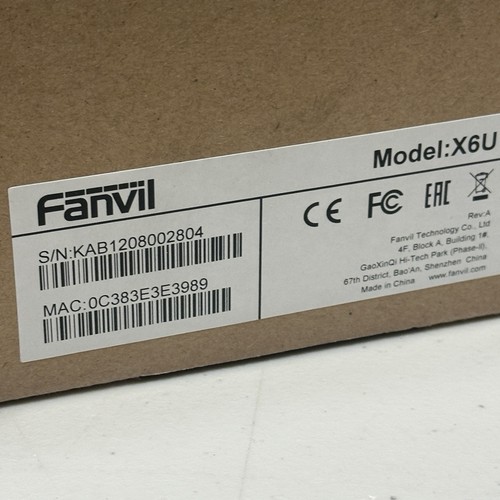 Fanvil
Model:X6U
S/N:KAB1208002804
MAC:0C383E3E3989
CE FC EAC
Rev:A
Fanvil Technology Co., Ltd
4F, Block A, Building 1#,
GaoXinQi Hi-Tech Park (Phase-II),
67th District, Bao'An, Shenzhen China
Made in China www.fanvil.com